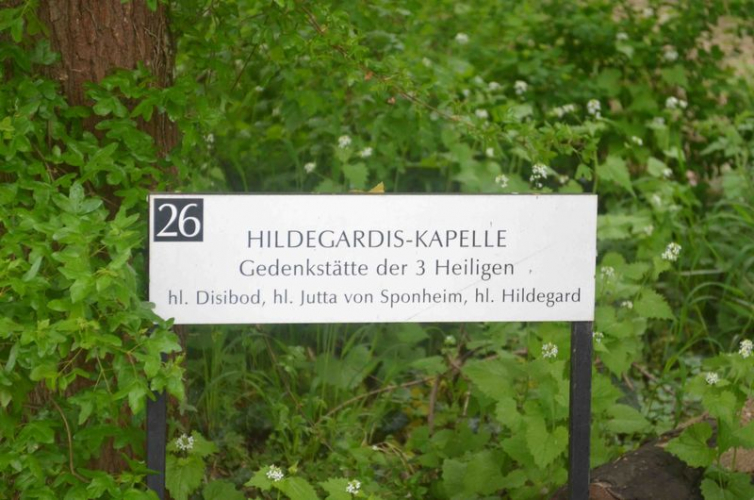 26
HILDEGARDIS-KAPELLE
Gedenkstätte der 3 Heiligen
hl. Disibod, hl. Jutta von Sponheim, hl. Hildegard